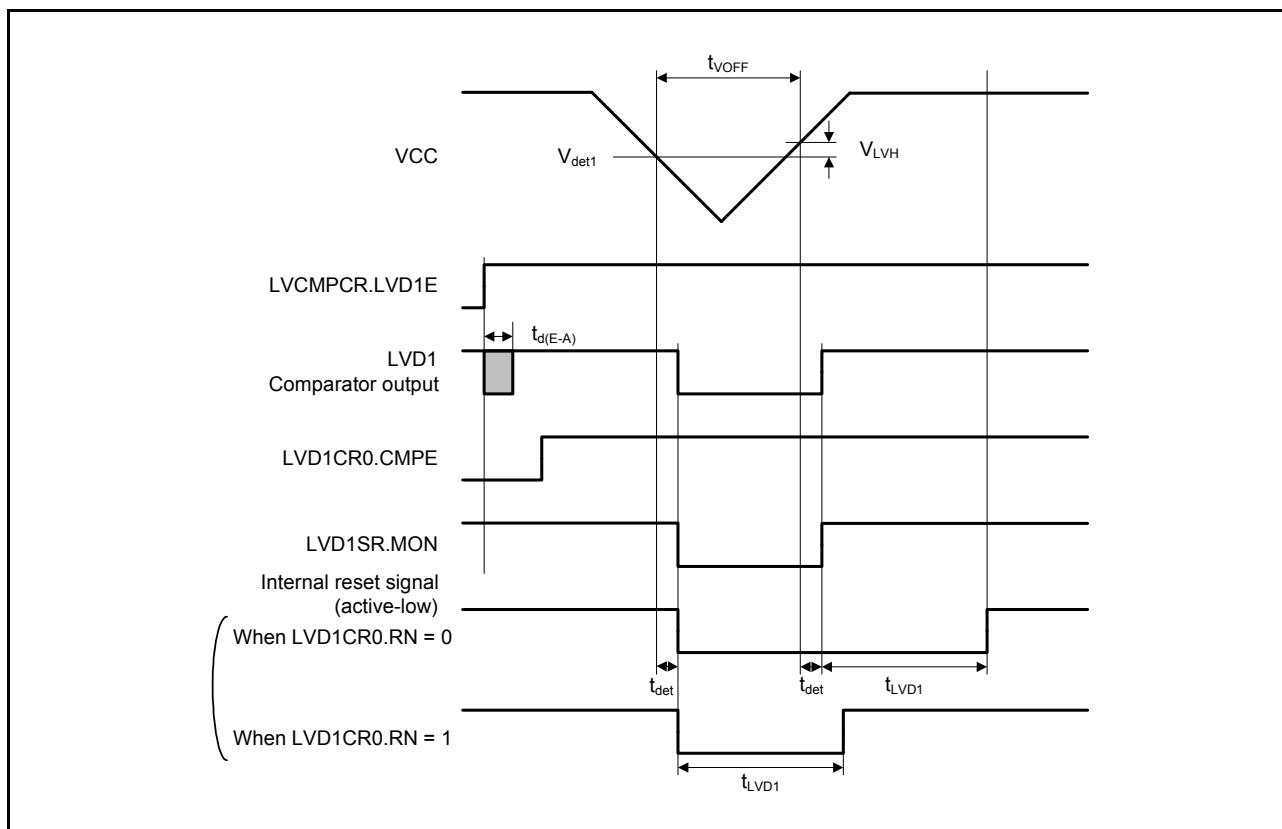 tVOFF
VCC
Vdet1
VLVH
LVCMPCR.LVD1E
td(E-A)
LVD1
Comparator output
LVD1CR0.CMPE
LVD1SR.MON
Internal reset signal
(active-low)
When LVD1CR0.RN = 0
tdet
tdet
tLVD1
When LVD1CR0.RN = 1
tLVD1